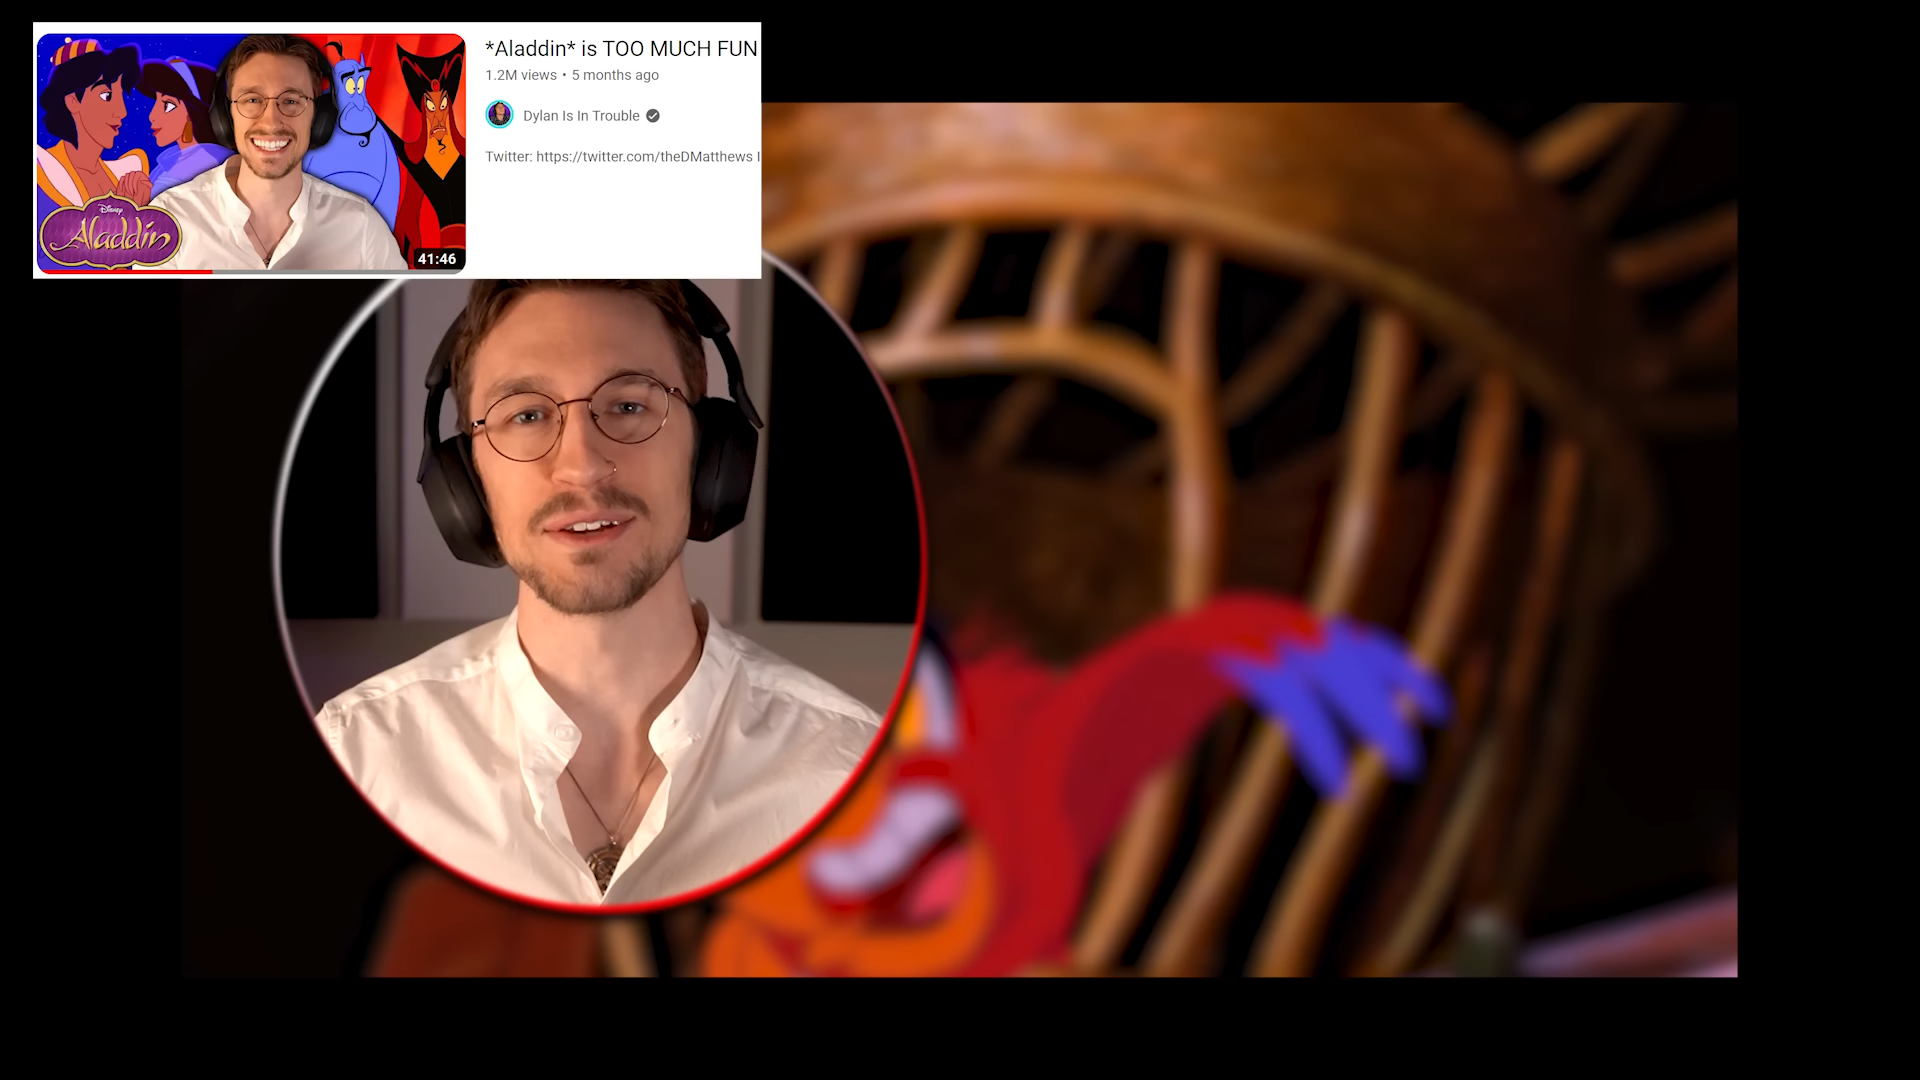 *Aladdin* is TOO MUCH FUN
1.2M views • 5 months ago
Dylan Is In Trouble
Twitter: https://twitter.com/theDMatthews I
Disney
Aladdin
41:46